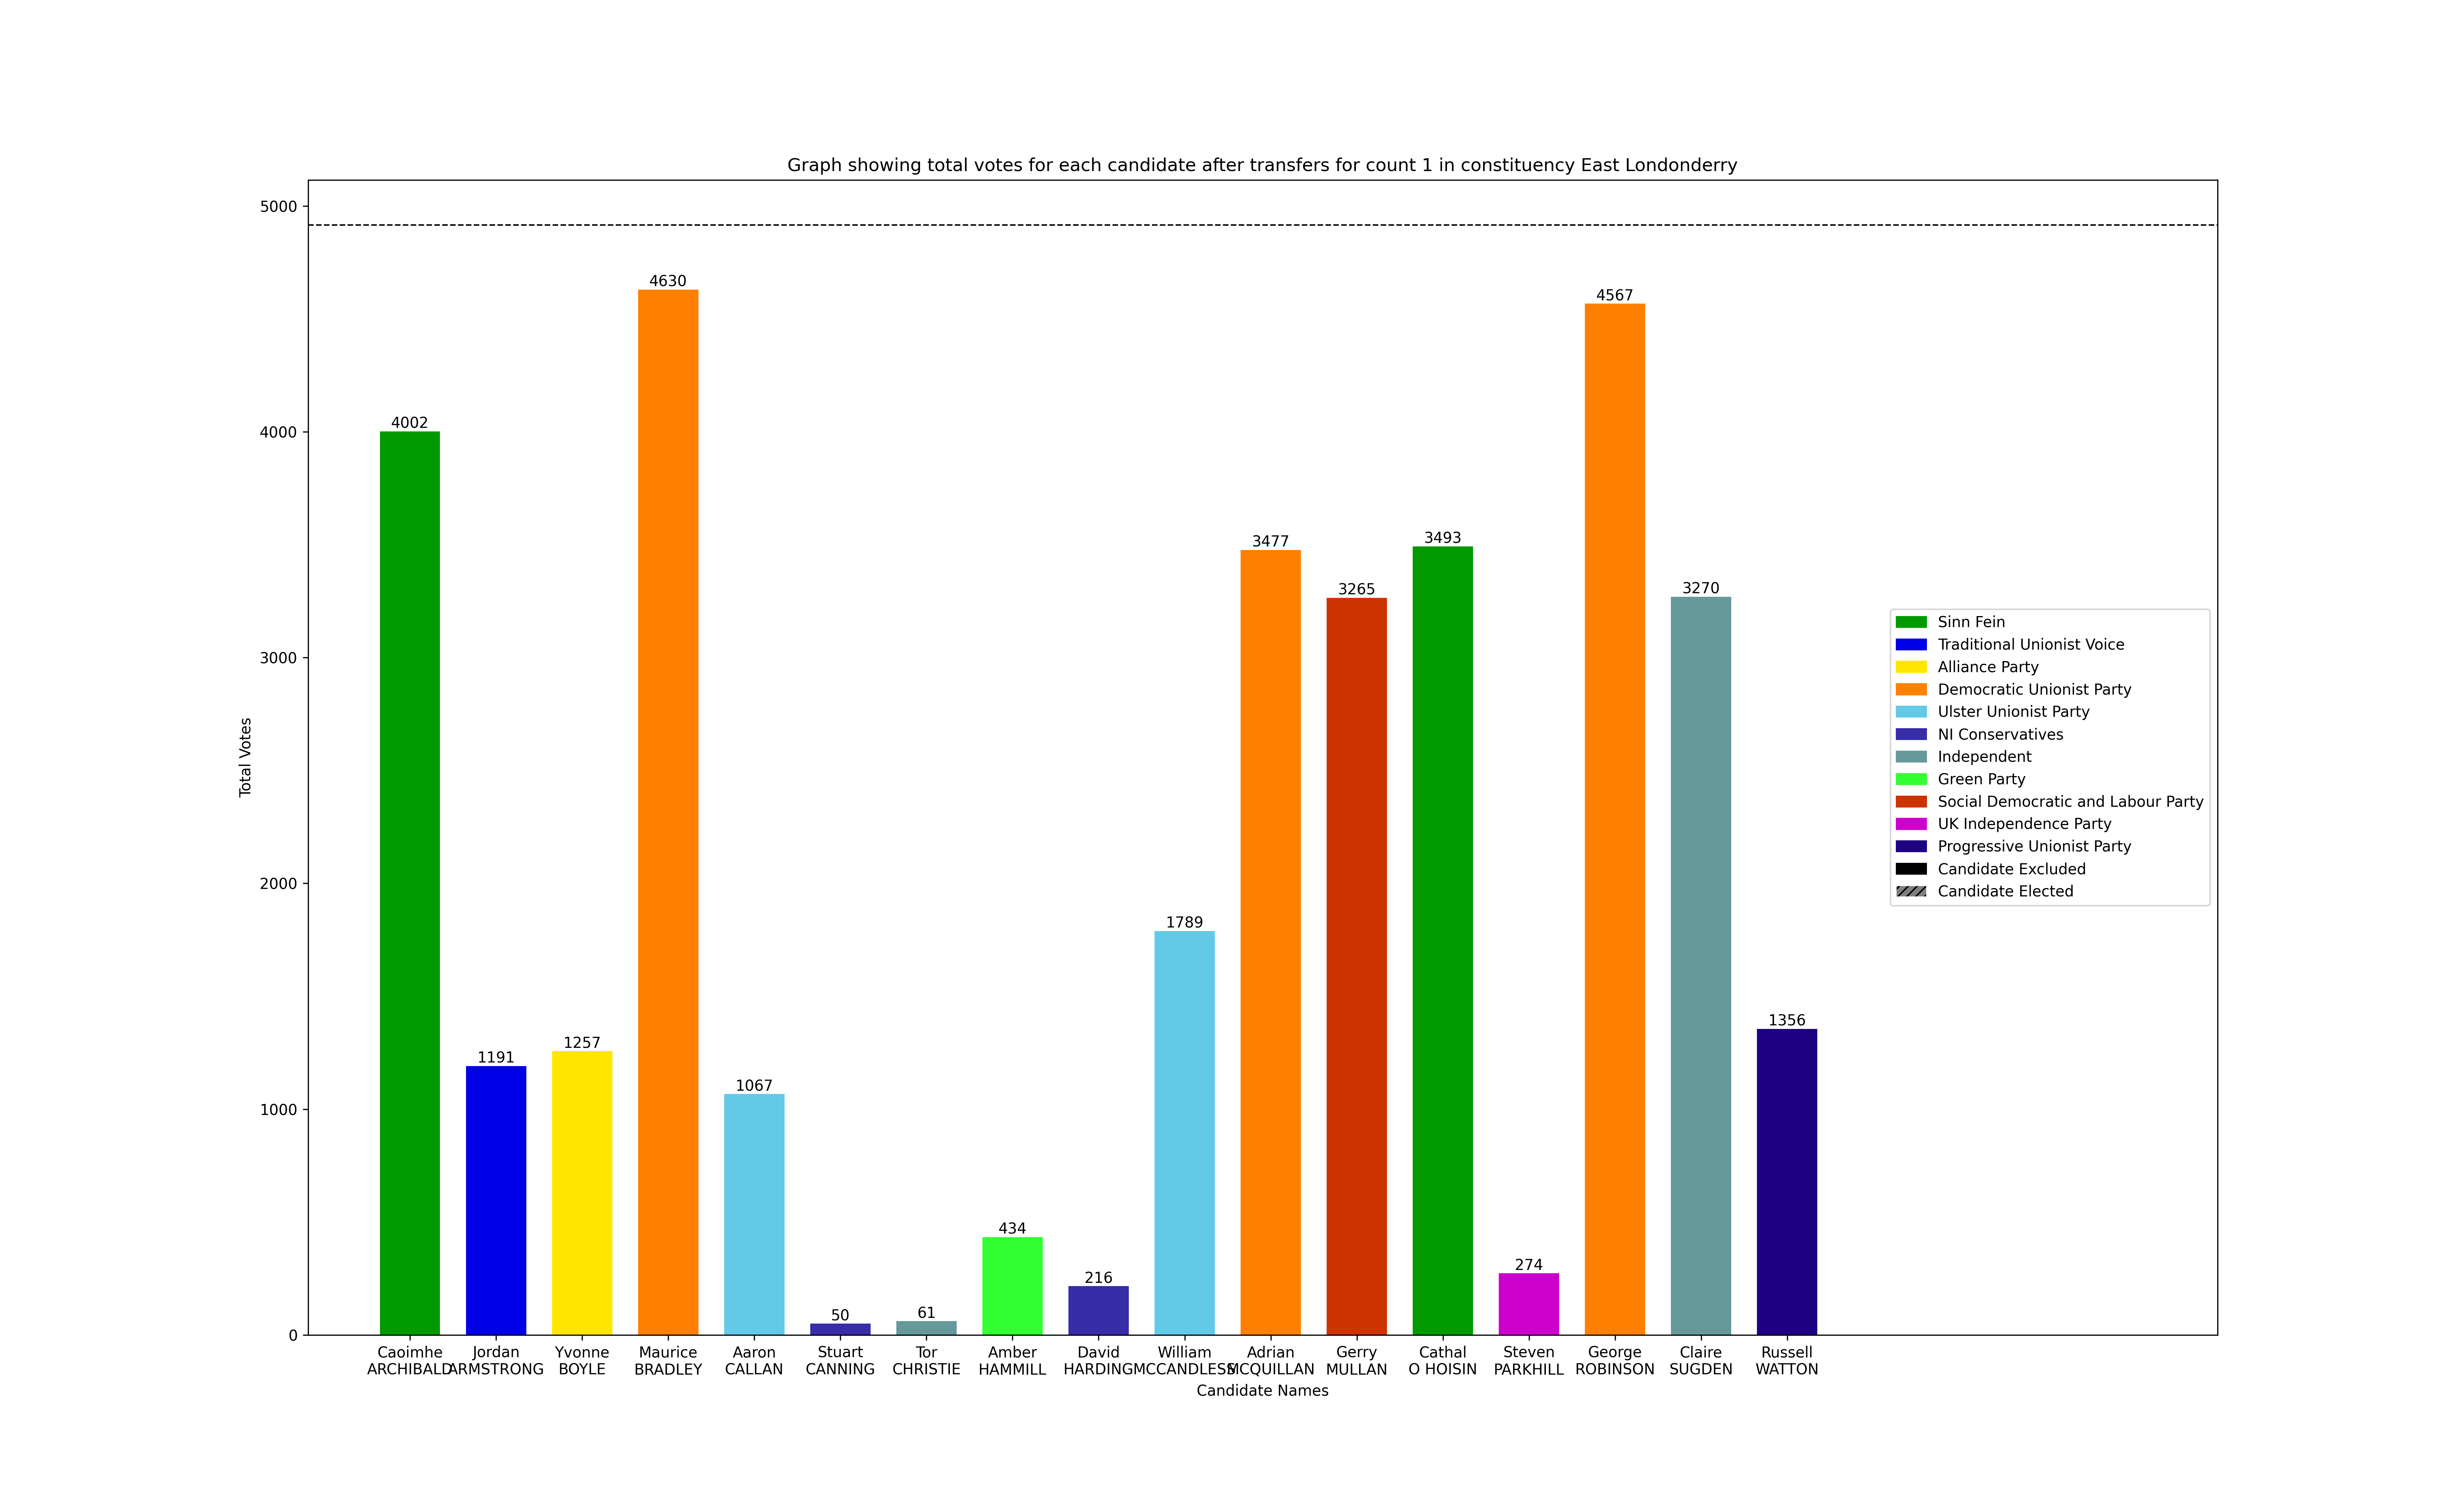 Graph showing total votes for each candidate after transfers for count 1 in constituency East Londonderry
Total Votes
5000
4000
3000
2000
1000
0
4002
1191
1257
4630
1067
50
61
434
216
1789
3477
3265
3493
274
4567
3270
1356
Caoimhe
ARCHIBALD
Jordan
ARMSTRONG
Yvonne
BOYLE
Maurice
BRADLEY
Aaron
CALLAN
Stuart
CANNING
Tor
CHRISTIE
Amber
HAMMILL
David
HARDING
William
MCCANDLESS
Adrian
MCQUILLAN
Gerry
MULLAN
Cathal
O HOISIN
Steven
PARKHILL
George
ROBINSON
Claire
SUGDEN
Russell
WATTON
Candidate Names
Sinn Fein
Traditional Unionist Voice
Alliance Party
Democratic Unionist Party
Ulster Unionist Party
NI Conservatives
Independent
Green Party
Social Democratic and Labour Party
UK Independence Party
Progressive Unionist Party
Candidate Excluded
Candidate Elected